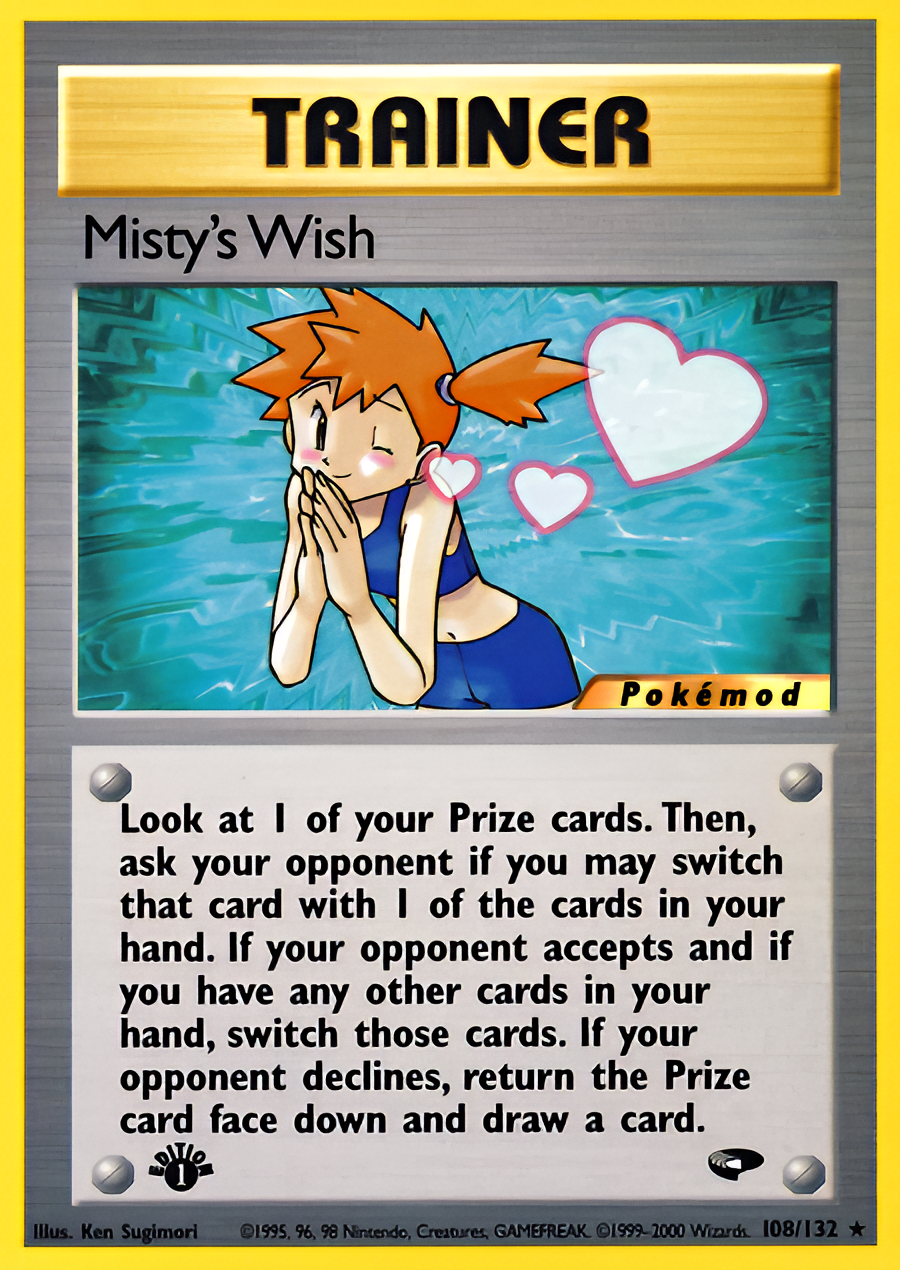 TRAINER
Misty's Wish
Pokémod
Look at 1 of your Prize cards. Then,
ask your opponent if you may switch
that card with 1 of the cards in your
hand. If your opponent accepts and if
you have any other cards in your
hand, switch those cards. If your
opponent declines, return the Prize
card face down and draw a card.
EDITION
1
Illus. Ken Sugimori ©1995, 96, 98 Nintendo, Creatures, GAMEFREAK. ©1999-2000 Wizards. 108/132 ★